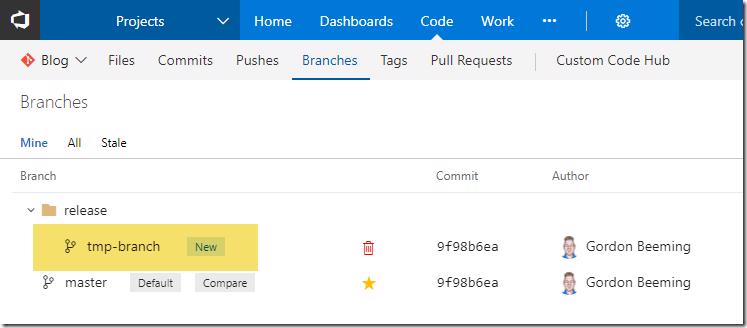 Projects Home Dashboards Code Work ••• Search c
Blog Files Commits Pushes Branches Tags Pull Requests Custom Code Hub
Branches
Mine All Stale
Branch Commit Author
release
tmp-branch New 9f98b6ea Gordon Beeming
master Default Compare 9f98b6ea Gordon Beeming